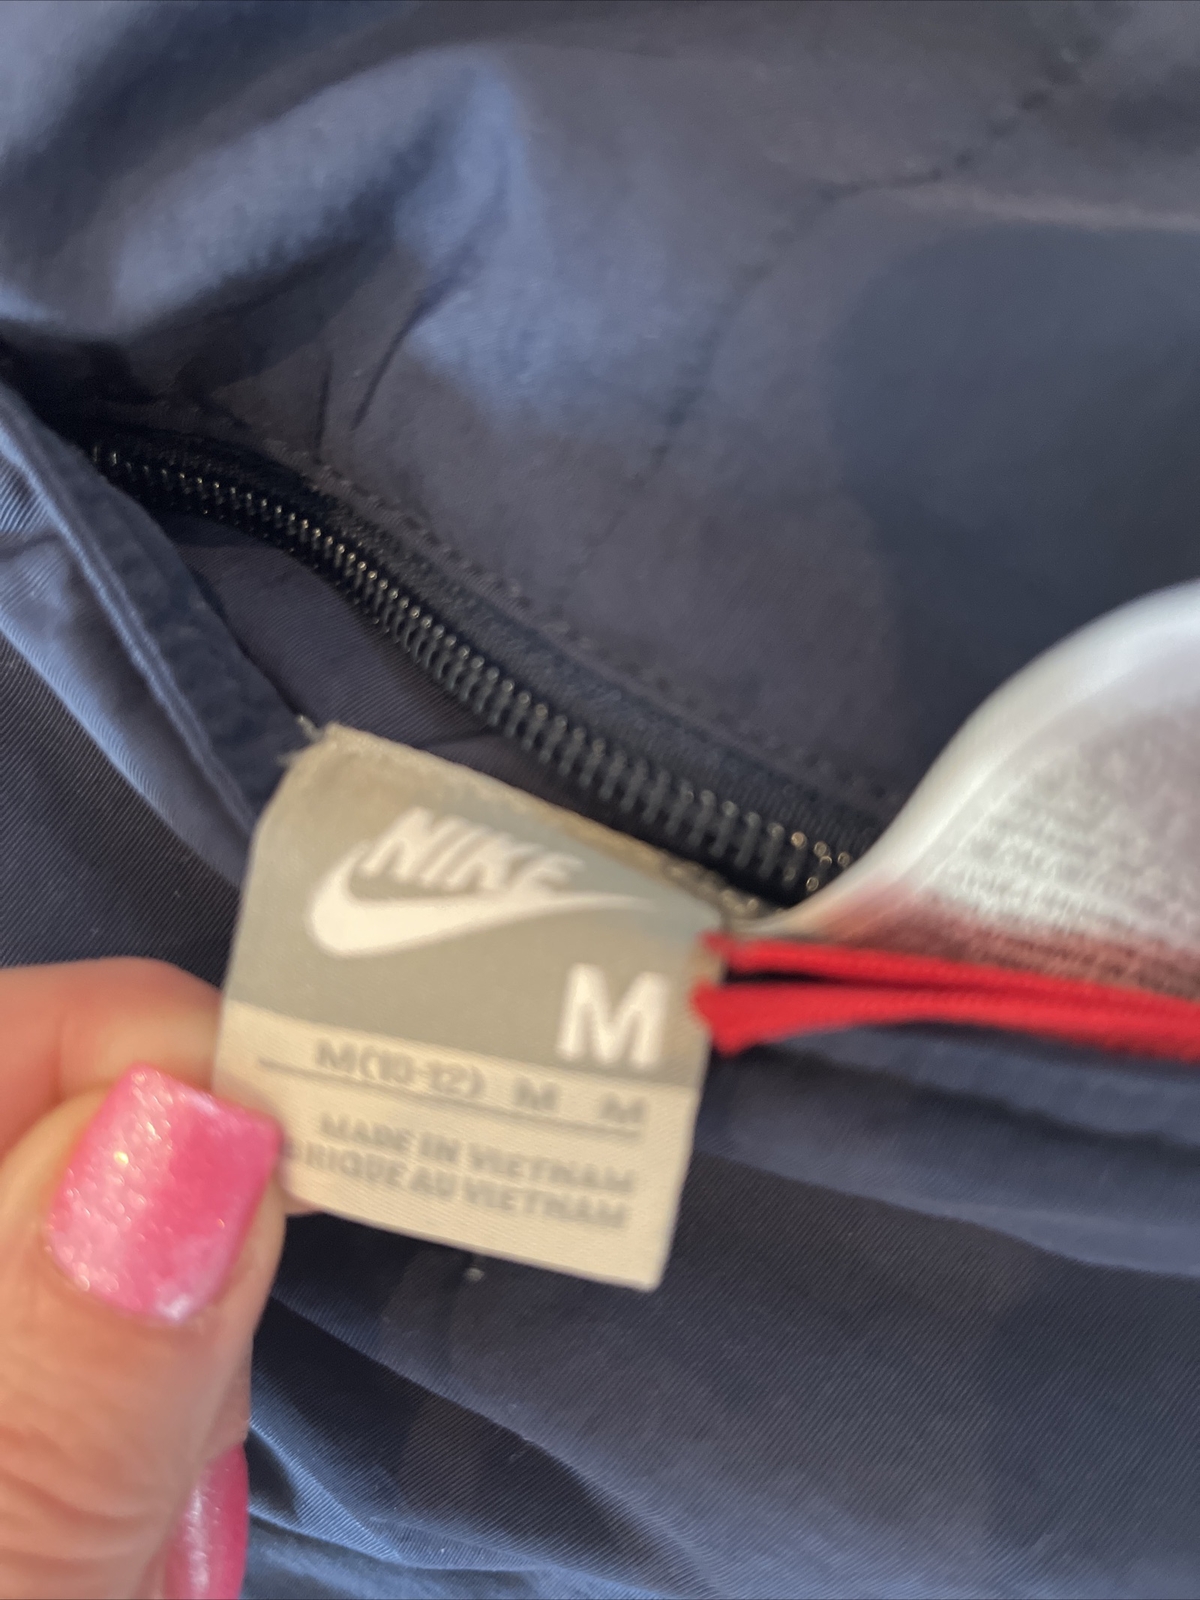 NIKE
M
M(10-12) M M
MADE IN VIETNAM
BRIQUE AU VIETNAM